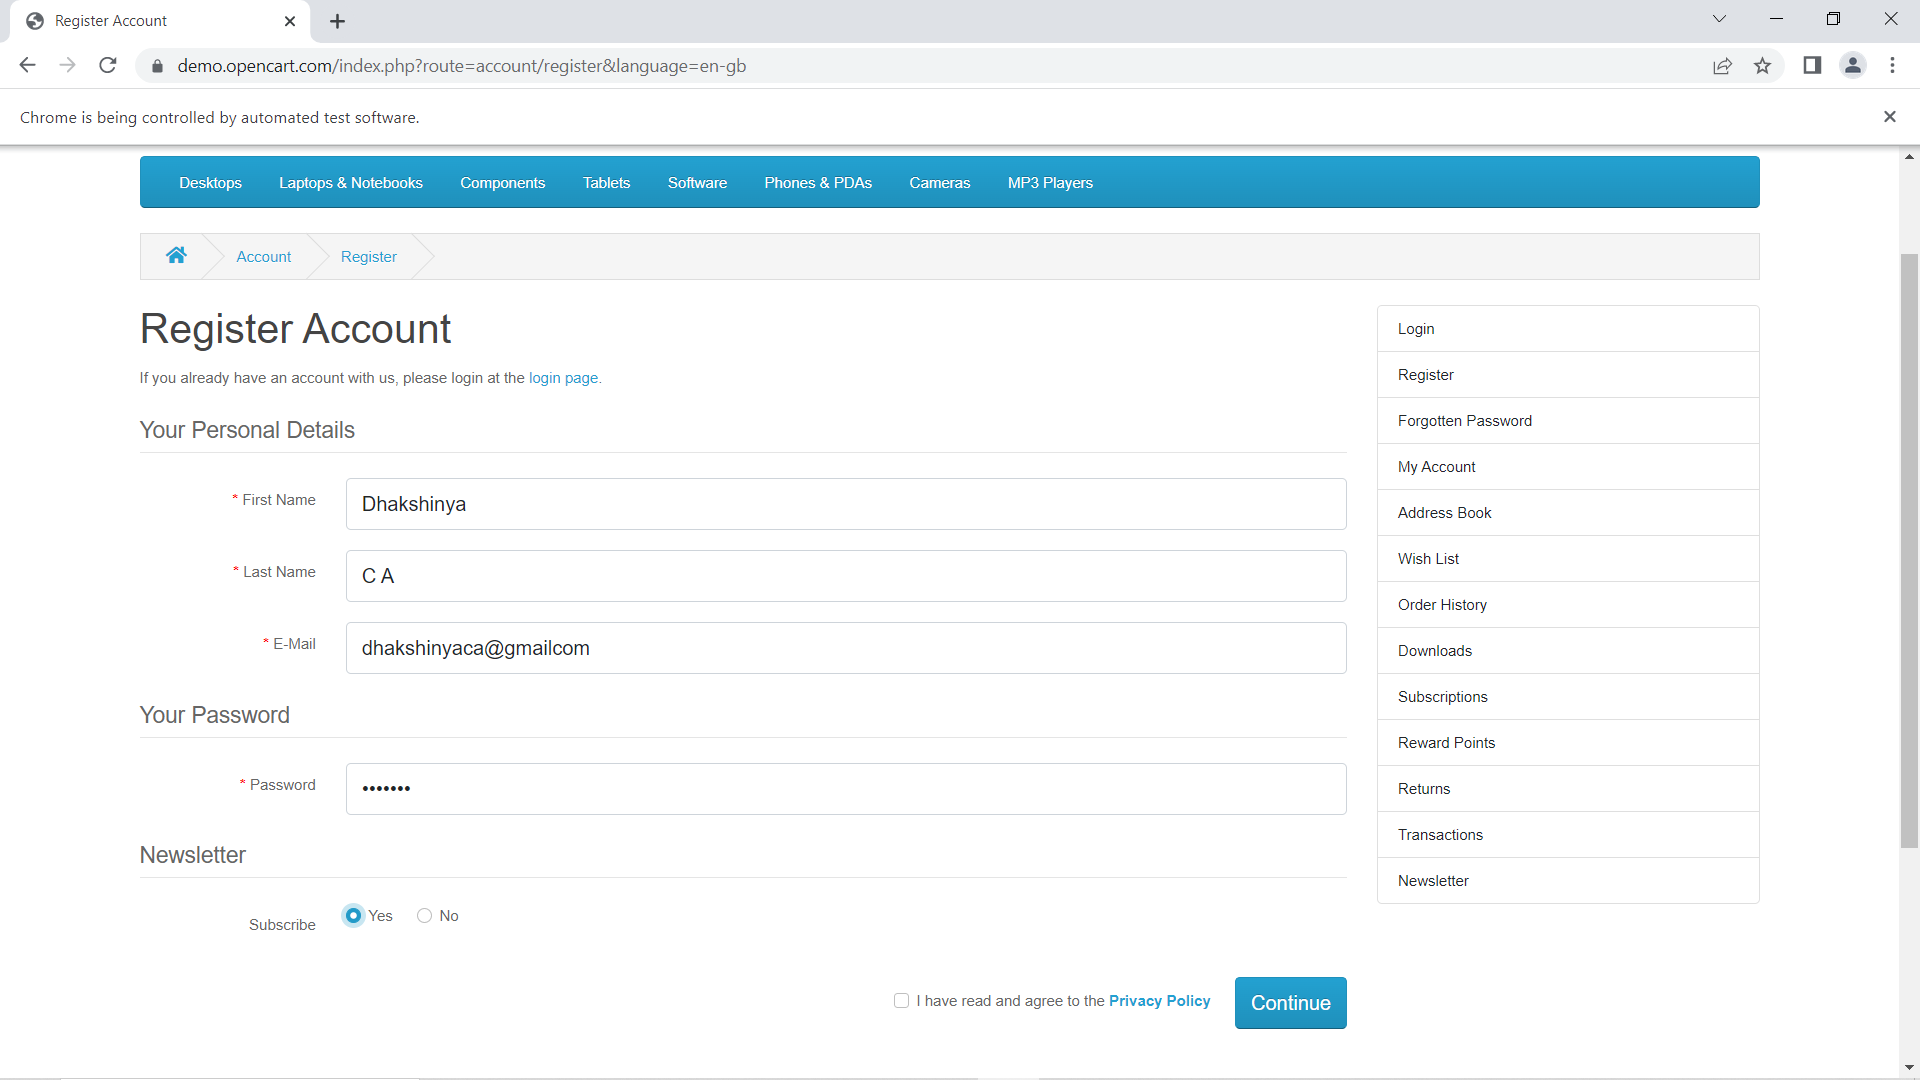 Register Account
demo.opencart.com/index.php?route=account/register&language=en-gb
Chrome is being controlled by automated test software.
Desktops Laptops & Notebooks Components Tablets Software Phones & PDAs Cameras MP3 Players
Account Register
Register Account
If you already have an account with us, please login at the login page.
Your Personal Details
* First Name Dhakshinya
* Last Name C A
* E-Mail dhakshinyaca@gmailcom
Your Password
* Password •••••••
Newsletter
Subscribe Yes No
I have read and agree to the Privacy Policy Continue
Login
Register
Forgotten Password
My Account
Address Book
Wish List
Order History
Downloads
Subscriptions
Reward Points
Returns
Transactions
Newsletter